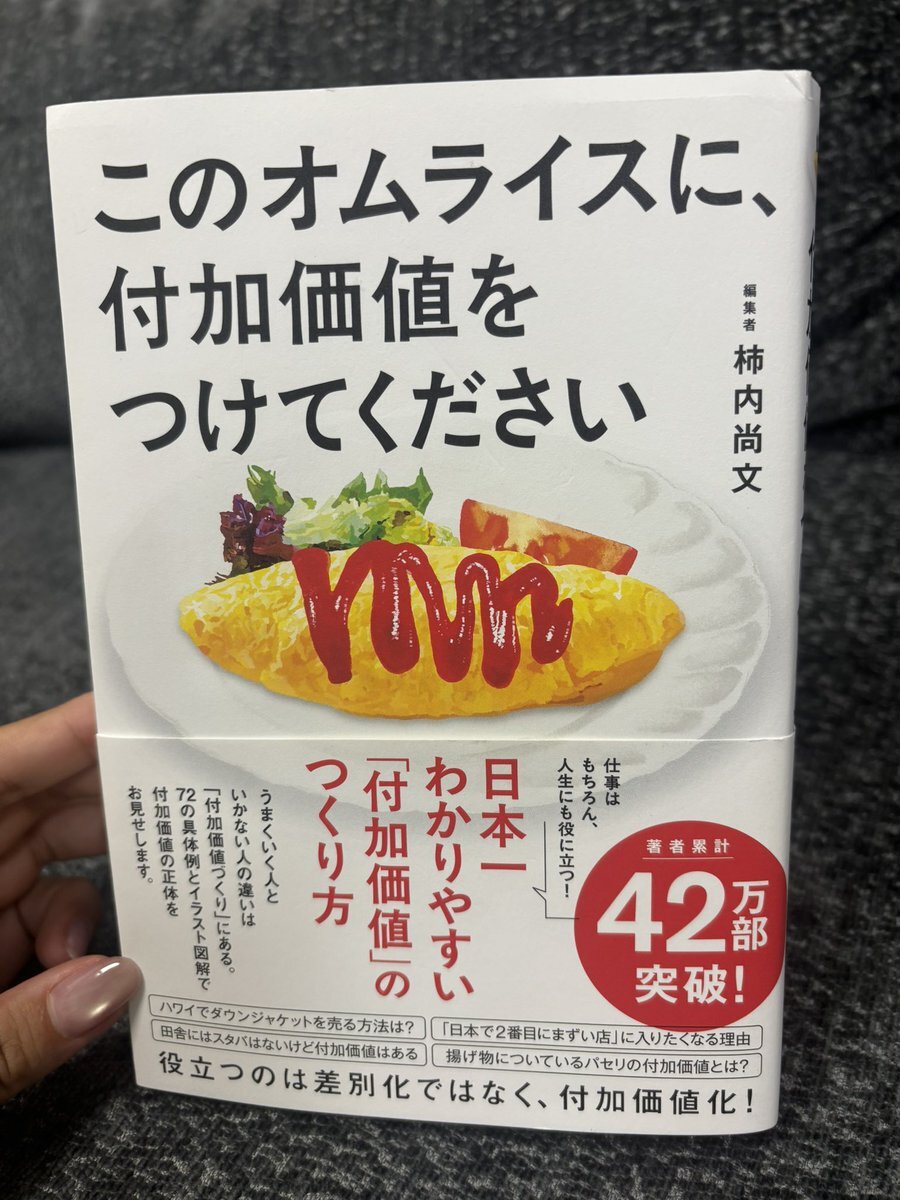 このオムライスに、
付加価値を
つけてください
編集者 柿内尚文
仕事は
もちろん、
人生にも役に立つ!
日本一
わかりやすい
「付加価値」の
つくり方
うまくいく人と
いかない人の違いは
「付加価値づくり」にある。
72の具体例とイラスト図解で
付加価値の正体を
お見せします。
著者累計
42万部
突破!
ハワイでダウンジャケットを売る方法は?
「日本で2番目にまずい店」に入りたくなる理由
田舎にはスタバはないけど付加価値はある
揚げ物についているパセリの付加価値とは?
役立つのは差別化ではなく、付加価値化!